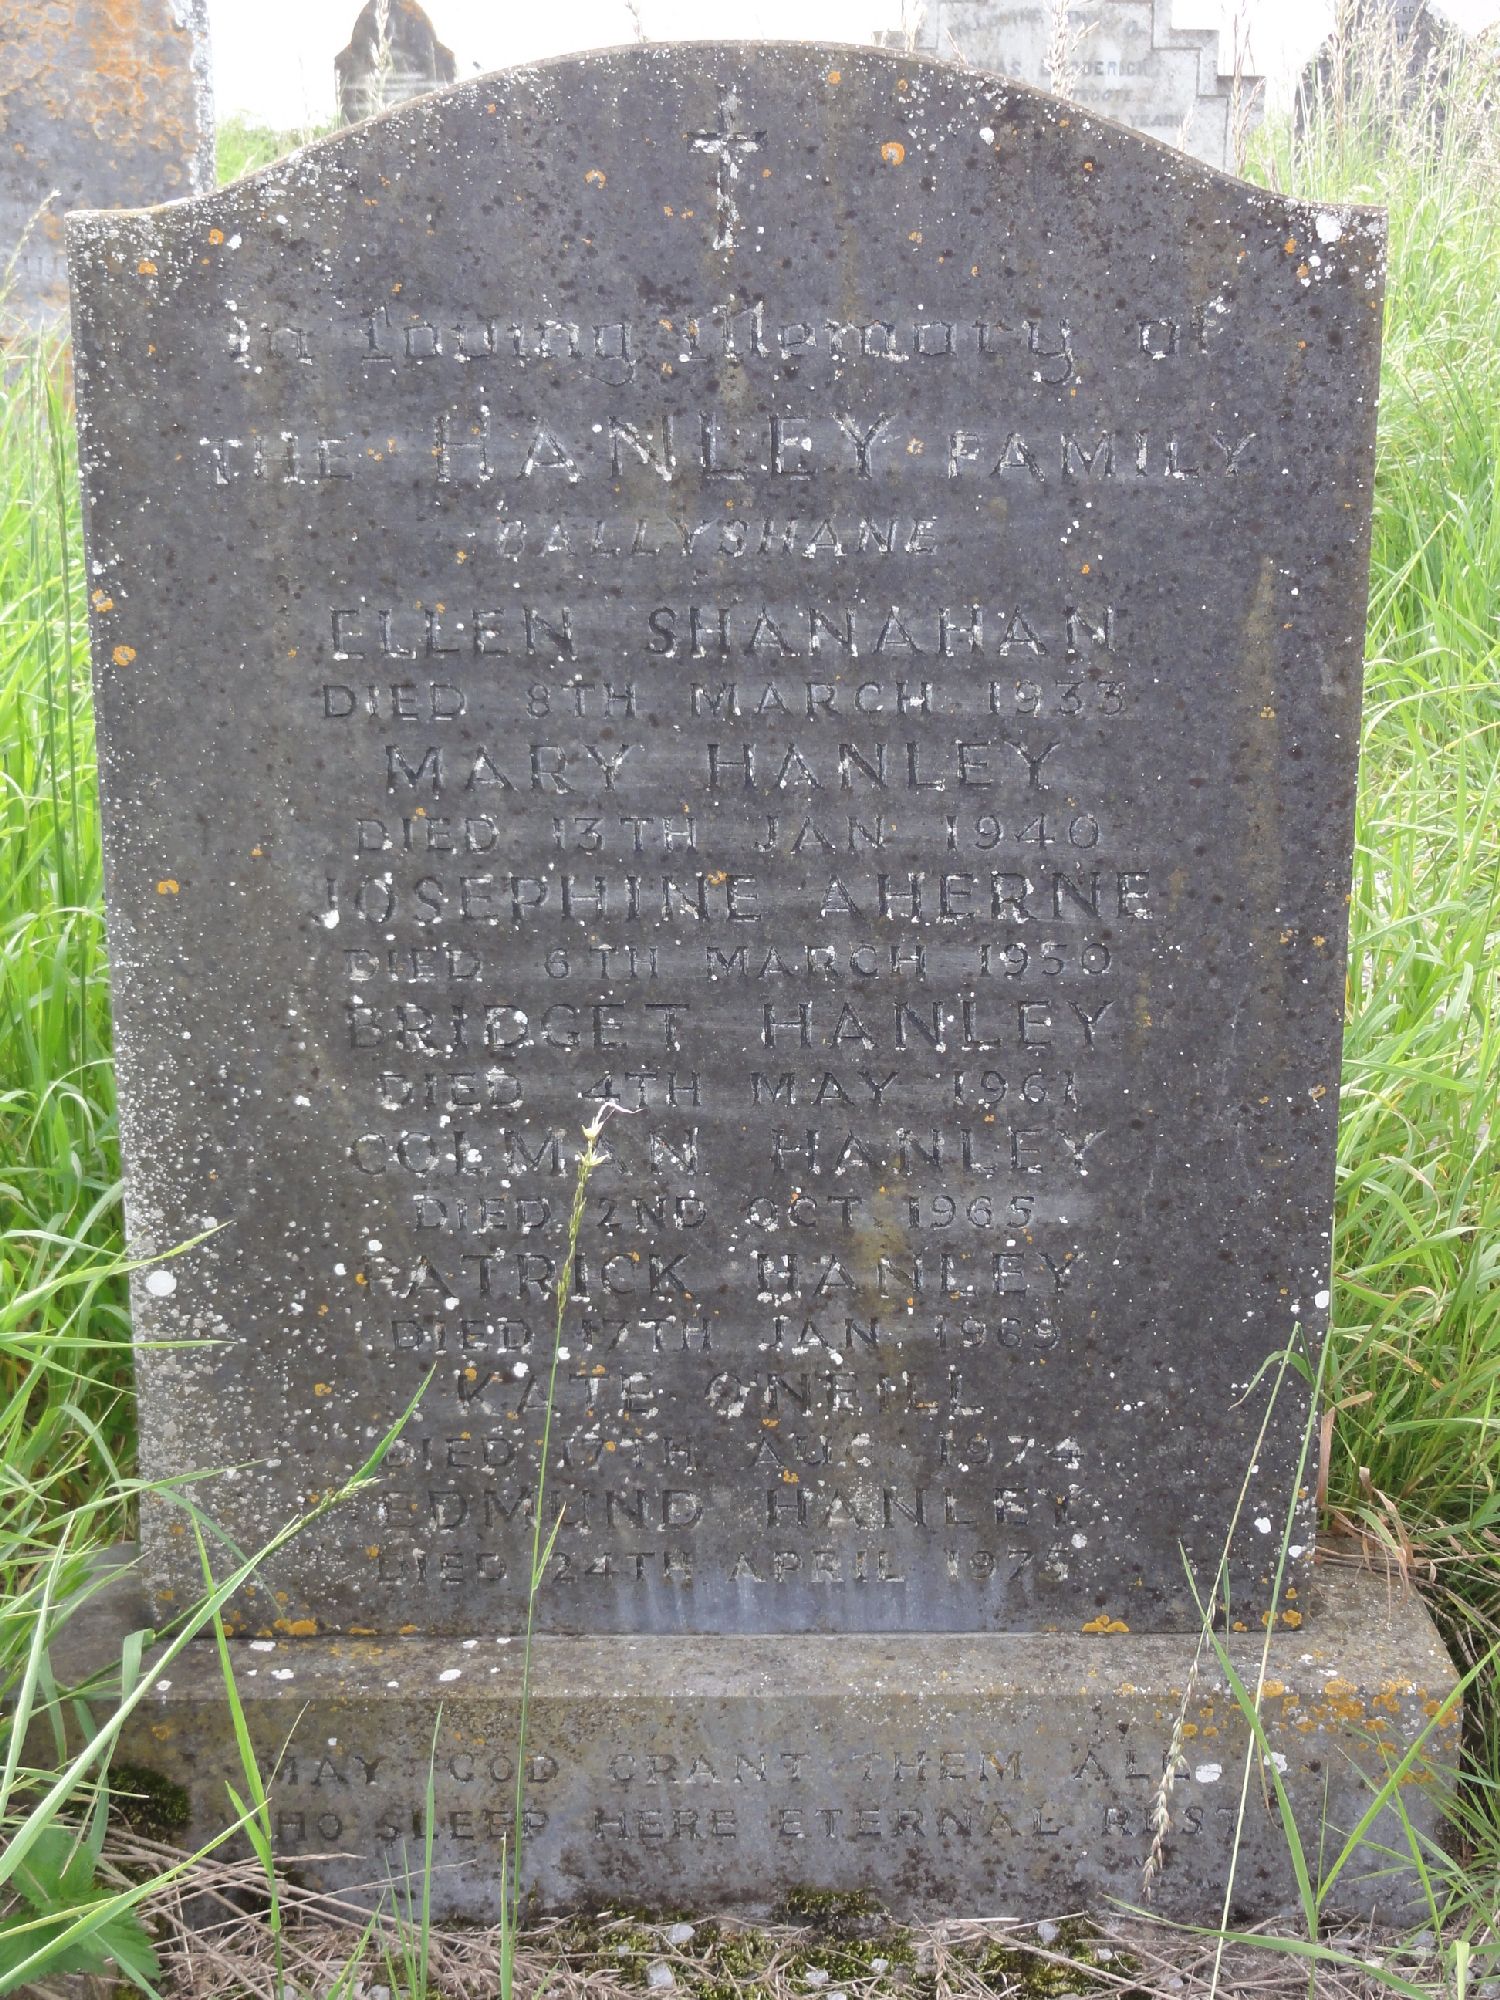 In Loving Memory of
THE HANLEY FAMILY
BALLYSHANE
ELLEN SHANAHAN
DIED 8TH MARCH 1933
MARY HANLEY
DIED 13TH JAN 1940
JOSEPHINE AHERNE
DIED 6TH MARCH 1950
BRIDGET HANLEY
DIED 4TH MAY 1961
COLMAN HANLEY
DIED 2ND OCT. 1965
PATRICK HANLEY
DIED 17TH JAN. 1969
KATE O'NEILL
DIED 17TH AUG 1974
EDMUND HANLEY
DIED 24TH APRIL 1975
MAY GOD GRANT THEM ALL
WHO SLEEP HERE ETERNAL REST